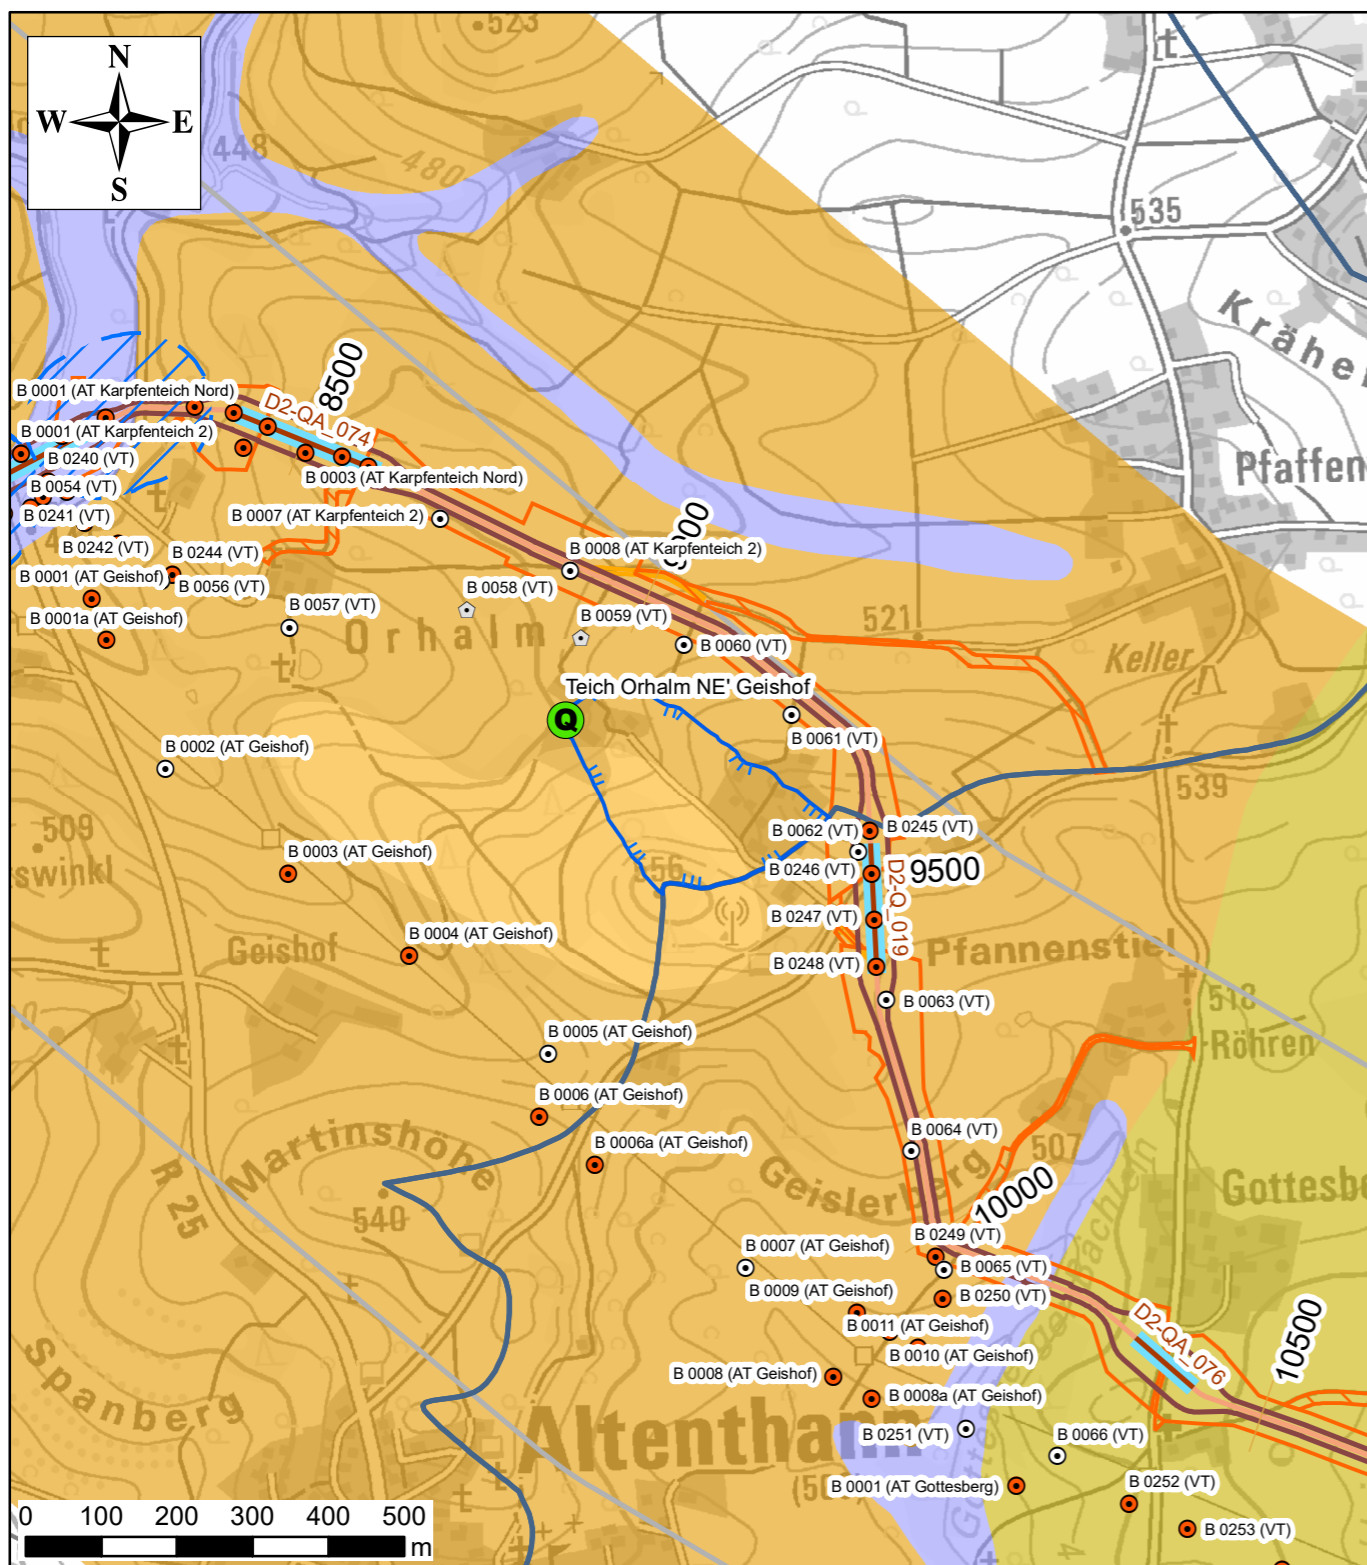 523
N
W E
S
448
480
535
Kräher
Pfaffen
8500
B 0001 (AT Karpfenteich Nord)
D2-QA_074
B 0001 (AT Karpfenteich 2)
B 0240 (VT)
B 0003 (AT Karpfenteich Nord)
B 0054 (VT)
B 0007 (AT Karpfenteich 2)
B 0241 (VT)
B 0242 (VT)
B 0244 (VT)
B 0008 (AT Karpfenteich 2)
B 0001 (AT Geishof)
B 0056 (VT)
B 0058 (VT)
B 0057 (VT)
B 0059 (VT)
521
B 0001a (AT Geishof)
Orhalm
B 0060 (VT)
Keller
Teich Orhalm NE' Geishof
Q
B 0061 (VT)
B 0002 (AT Geishof)
539
509
swinkl
B 0062 (VT)
B 0245 (VT)
B 0003 (AT Geishof)
556
B 0246 (VT)
9500
D2-Q_019
B 0247 (VT)
B 0004 (AT Geishof)
Geishof
Pfannenstiel
B 0248 (VT)
B 0063 (VT)
518
B 0005 (AT Geishof)
Röhren
B 0006 (AT Geishof)
B 0006a (AT Geishof)
B 0064 (VT)
507
Martinshöhe
R 25
Geislerberg
Gottesbe
540
10000
B 0249 (VT)
B 0007 (AT Geishof)
B 0065 (VT)
B 0009 (AT Geishof)
B 0250 (VT)
B 0011 (AT Geishof)
B 0010 (AT Geishof)
D2-QA_076
10500
B 0008 (AT Geishof)
B 0008a (AT Geishof)
Spanberg
Altenthann
B 0251 (VT)
B 0066 (VT)
B 0001 (AT Gottesberg)
B 0252 (VT)
B 0253 (VT)
0 100 200 300 400 500
m